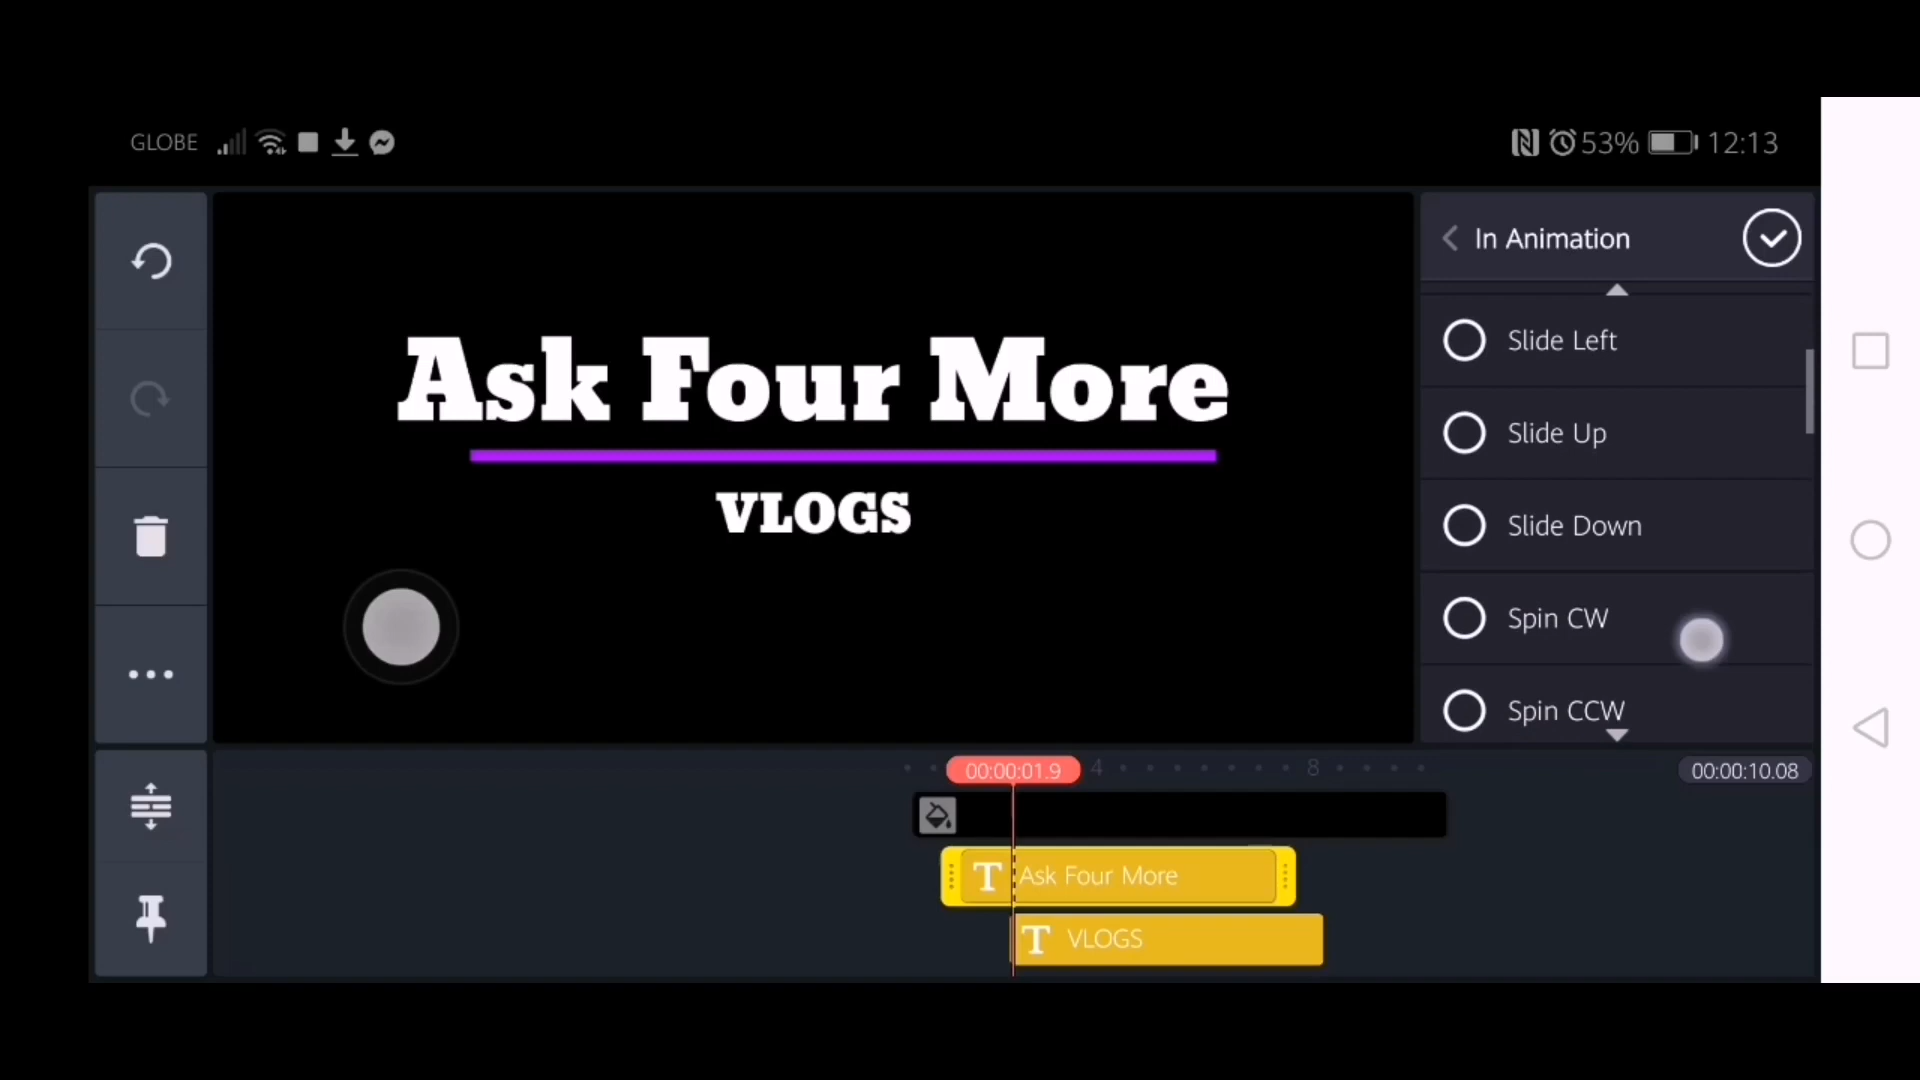 GLOBE
53% 12:13
In Animation
Slide Left
Slide Up
Slide Down
Spin CW
Spin CCW
Ask Four More
VLOGS
00:00:01.9 4 8 00:00:10.08
T Ask Four More
T VLOGS